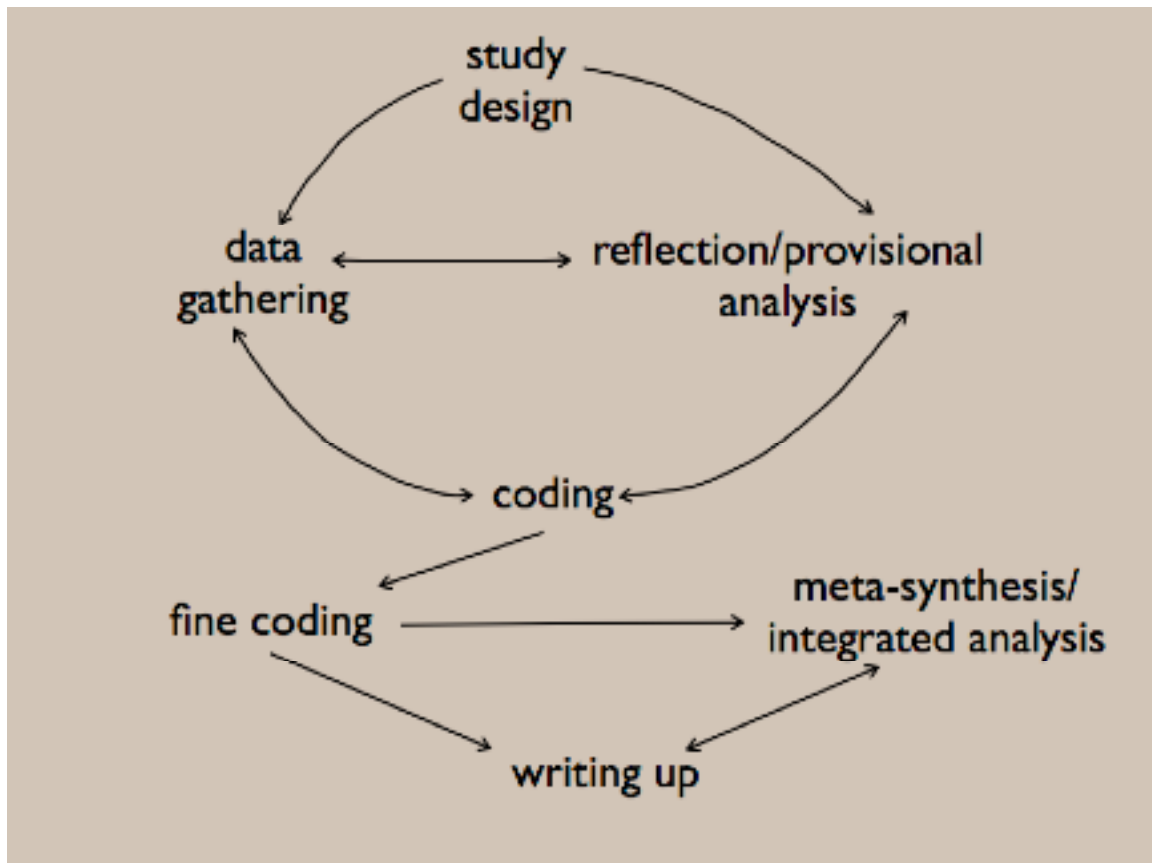 study
design
data
gathering
reflection/provisional
analysis
coding
fine coding
meta-synthesis/
integrated analysis
writing up